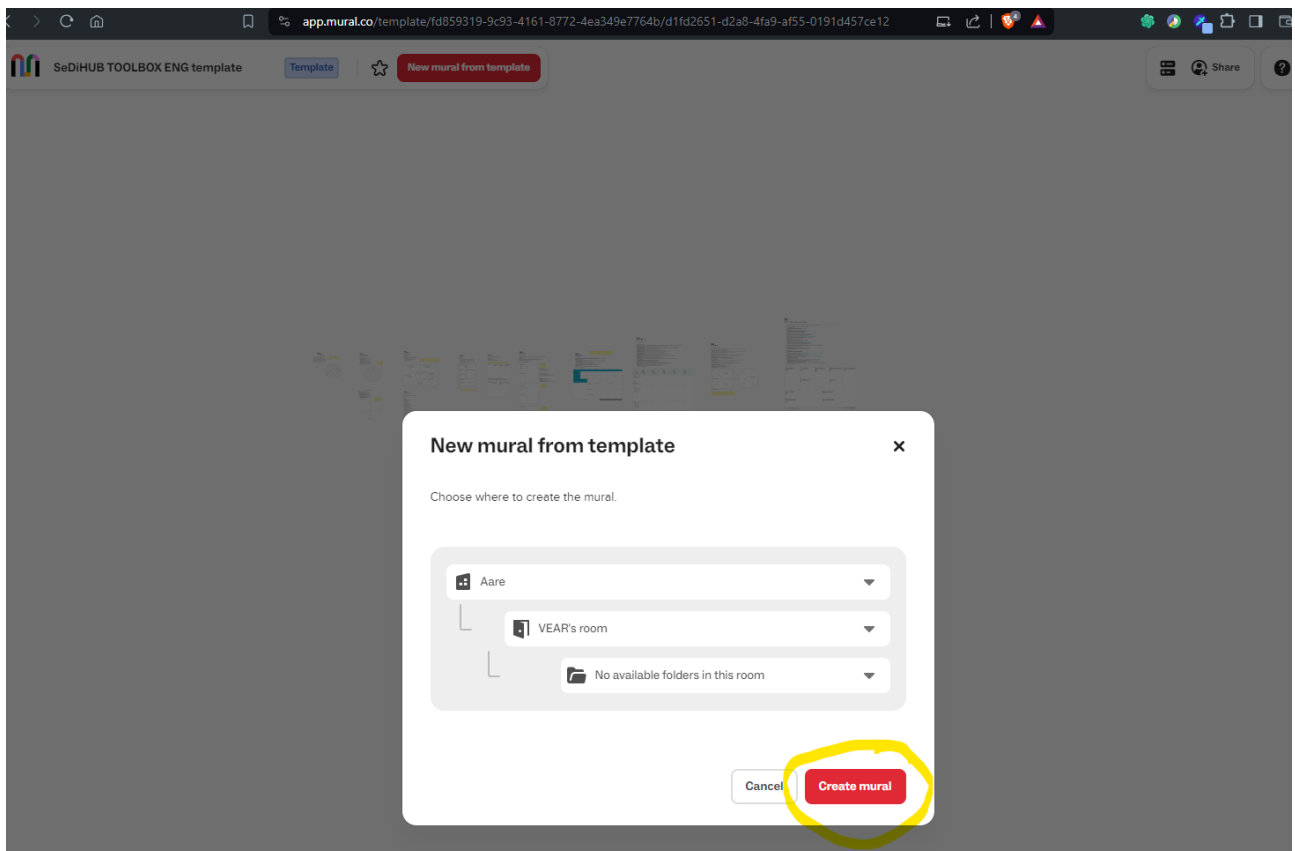 app.mural.co/template/fd859319-9c93-4161-8772-4ea349e7764b/d1fd2651-d2a8-4fa9-af55-0191d457ce12
SeDiHUB TOOLBOX ENG template
Template
New mural from template
Share
?
New mural from template
Choose where to create the mural.
Aare
VEAR's room
No available folders in this room
Cancel
Create mural